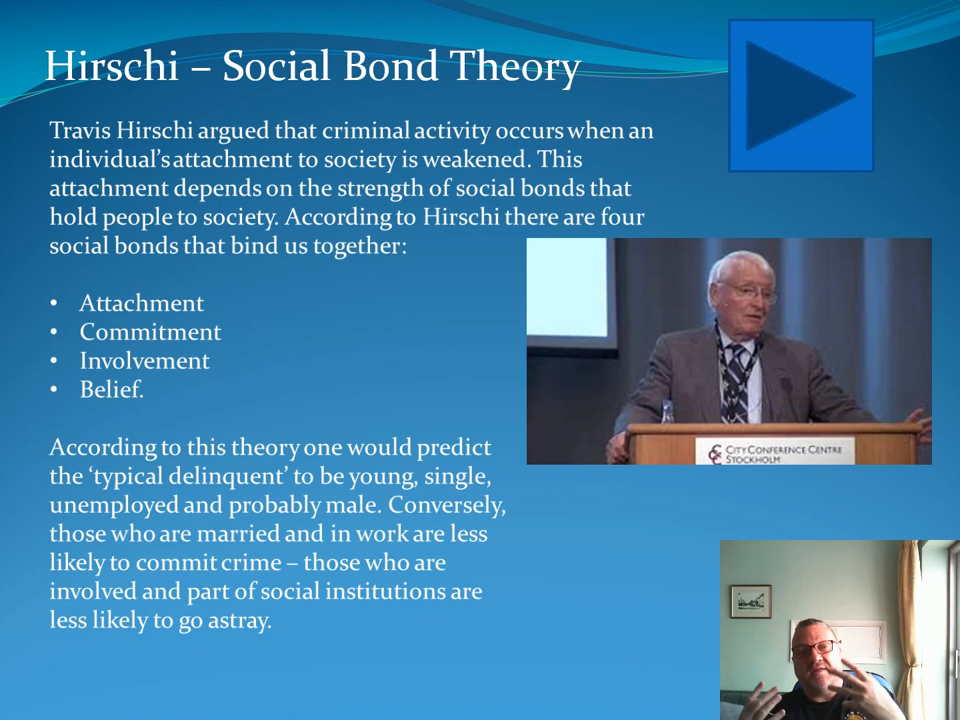 Hirschi – Social Bond Theory
Travis Hirschi argued that criminal activity occurs when an
individual's attachment to society is weakened. This
attachment depends on the strength of social bonds that
hold people to society. According to Hirschi there are four
social bonds that bind us together:
• Attachment
• Commitment
• Involvement
• Belief.
According to this theory one would predict
the ‘typical delinquent’ to be young, single,
unemployed and probably male. Conversely,
those who are married and in work are less
likely to commit crime – those who are
involved and part of social institutions are
less likely to go astray.
City Conference Centre
Stockholm